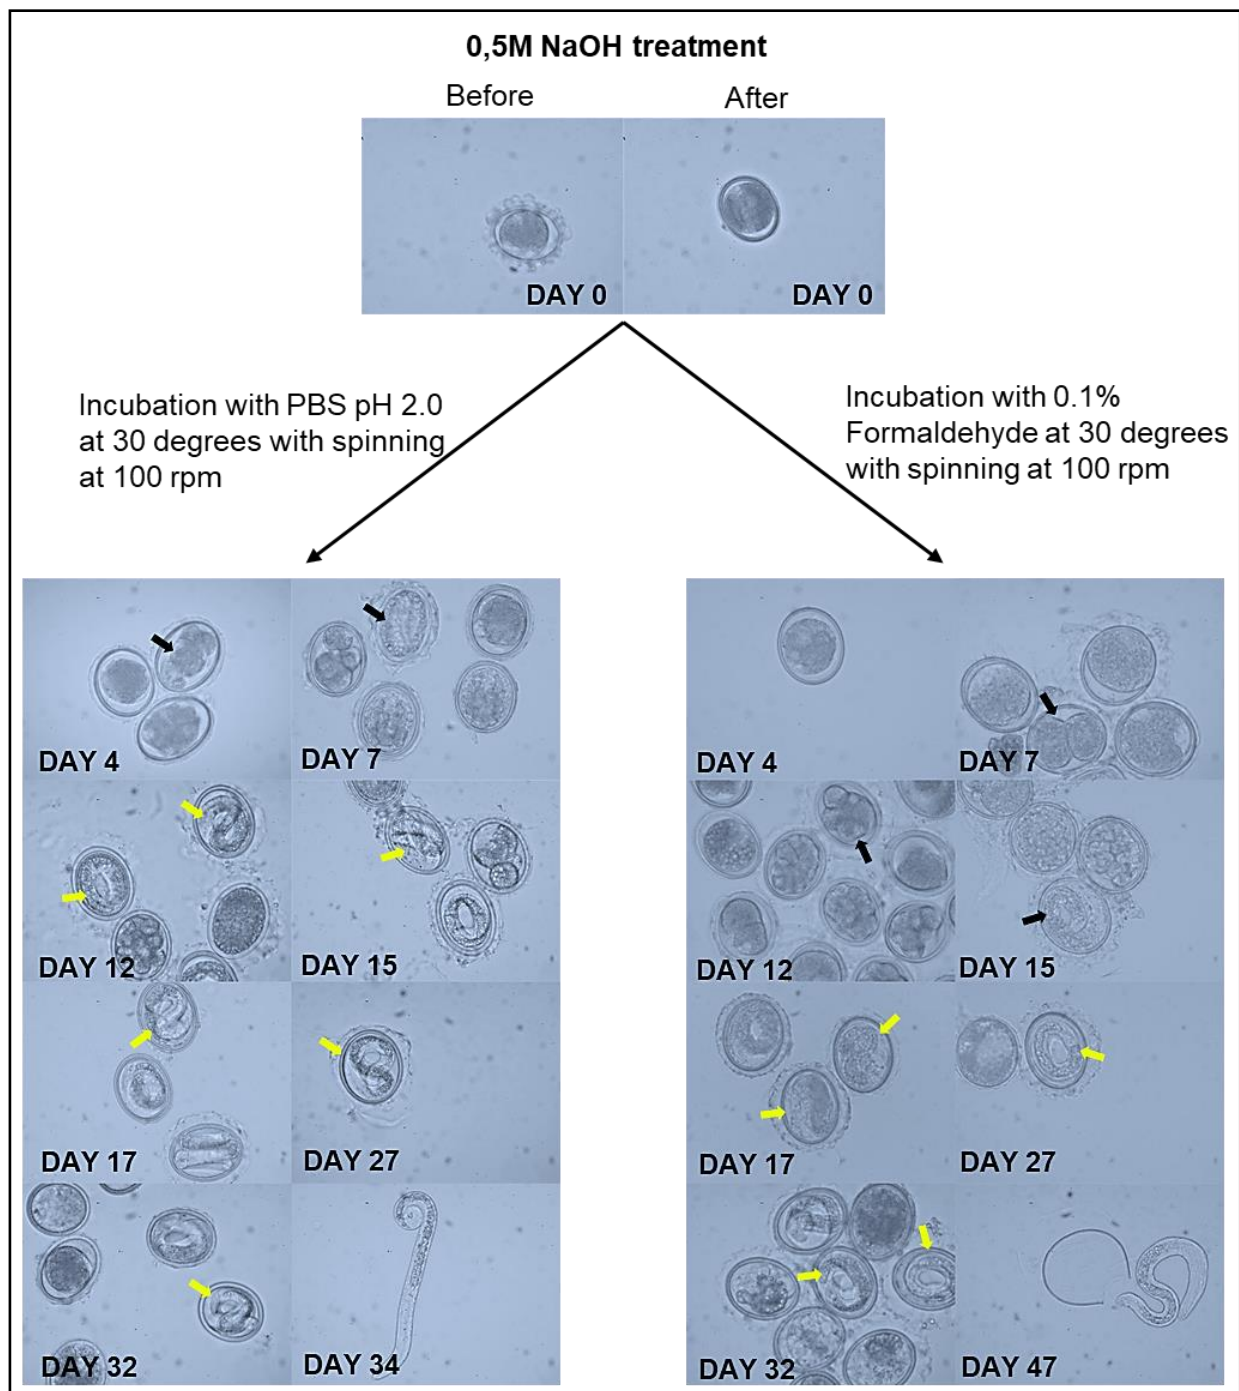 0,5M NaOH treatment
Before
After
DAY 0
DAY 0
Incubation with PBS pH 2.0
at 30 degrees with spinning
at 100 rpm
Incubation with 0.1%
Formaldehyde at 30 degrees
with spinning at 100 rpm
DAY 4
DAY 7
DAY 12
DAY 15
DAY 17
DAY 27
DAY 32
DAY 34
DAY 4
DAY 7
DAY 12
DAY 15
DAY 17
DAY 27
DAY 32
DAY 47